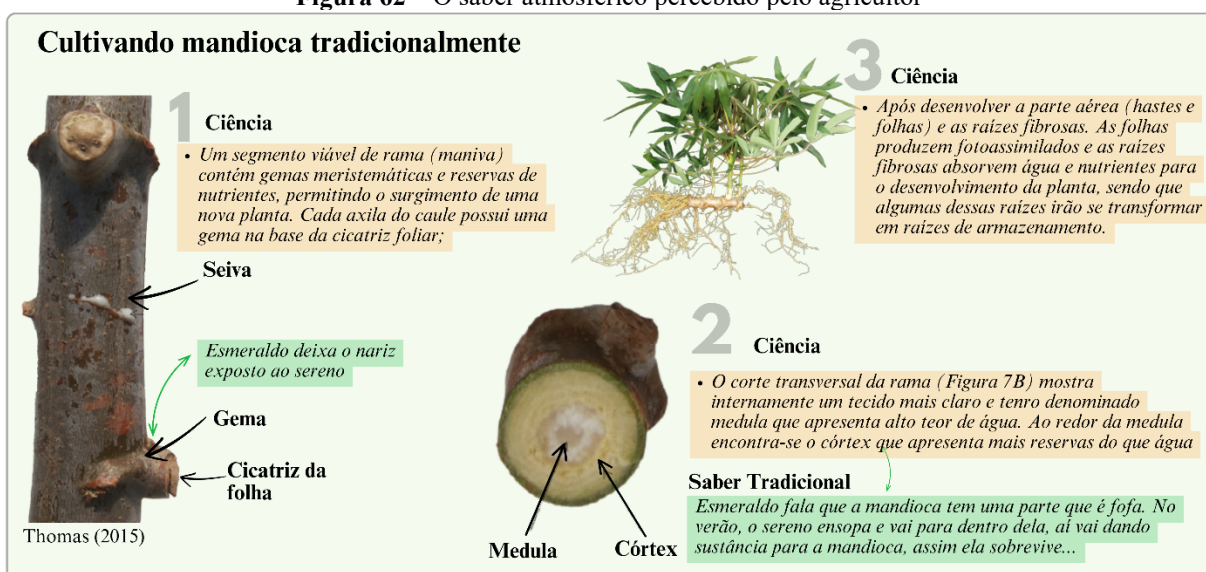 Figura 62 – O saber atmosférico percebido pelo agricultor
Cultivando mandioca tradicionalmente
1 Ciência
• Um segmento viável de rama (maniva)
contém gemas meristemáticas e reservas de
nutrientes, permitindo o surgimento de uma
nova planta. Cada axila do caule possui uma
gema na base da cicatriz foliar;
Seiva
Esmeraldo deixa o nariz
exposto ao sereno
Gema
Cicatriz da
folha
Thomas (2015)
2 Ciência
• O corte transversal da rama (Figura 7B) mostra
internamente um tecido mais claro e tenro denominado
medula que apresenta alto teor de água. Ao redor da medula
encontra-se o córtex que apresenta mais reservas do que água
Saber Tradicional
Esmeraldo fala que a mandioca tem uma parte que é fofa. No
verão, o sereno ensopa e vai para dentro dela, aí vai dando
sustância para a mandioca, assim ela sobrevive...
Medula
Córtex
3 Ciência
• Após desenvolver a parte aérea (hastes e
folhas) e as raízes fibrosas. As folhas
produzem fotoassimilados e as raízes
fibrosas absorvem água e nutrientes para
o desenvolvimento da planta, sendo que
algumas dessas raízes irão se transformar
em raízes de armazenamento.